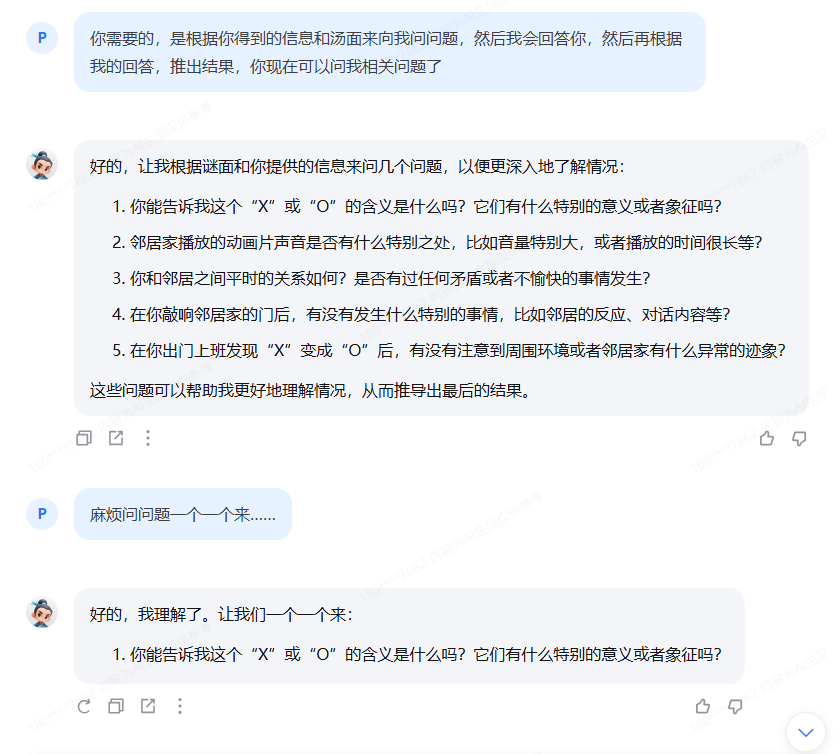 P
你需要的，是根据你得到的信息和汤面来向我问问题，然后我会回答你，然后再根据
我的回答，推出结果，你现在可以问我相关问题了
好的，让我根据谜面和你提供的信息来问几个问题，以便更深入地了解情况：
1. 你能告诉我这个“X”或“O”的含义是什么吗？它们有什么特别的意义或者象征吗？
2. 邻居家播放的动画片声音是否有什么特别之处，比如音量特别大，或者播放的时间很长等？
3. 你和邻居之间平时的关系如何？是否有过任何矛盾或者不愉快的事情发生？
4. 在你敲响邻居家的门后，有没有发生什么特别的事情，比如邻居的反应、对话内容等？
5. 在你出门上班发现“X”变成“O”后，有没有注意到周围环境或者邻居家有什么异常的迹象？
这些问题可以帮助我更好地理解情况，从而推导出最后的结果。
P
麻烦问问题一个一个来……
好的，我理解了。让我们一个一个来：
1. 你能告诉我这个“X”或“O”的含义是什么吗？它们有什么特别的意义或者象征吗？